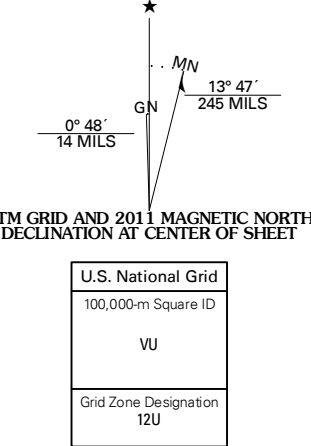 ★
MN
GN
13° 47´
245 MILS
0° 48´
14 MILS
TM GRID AND 2011 MAGNETIC NORTH
DECLINATION AT CENTER OF SHEET
U.S. National Grid
100,000-m Square ID
VU
Grid Zone Designation
12U